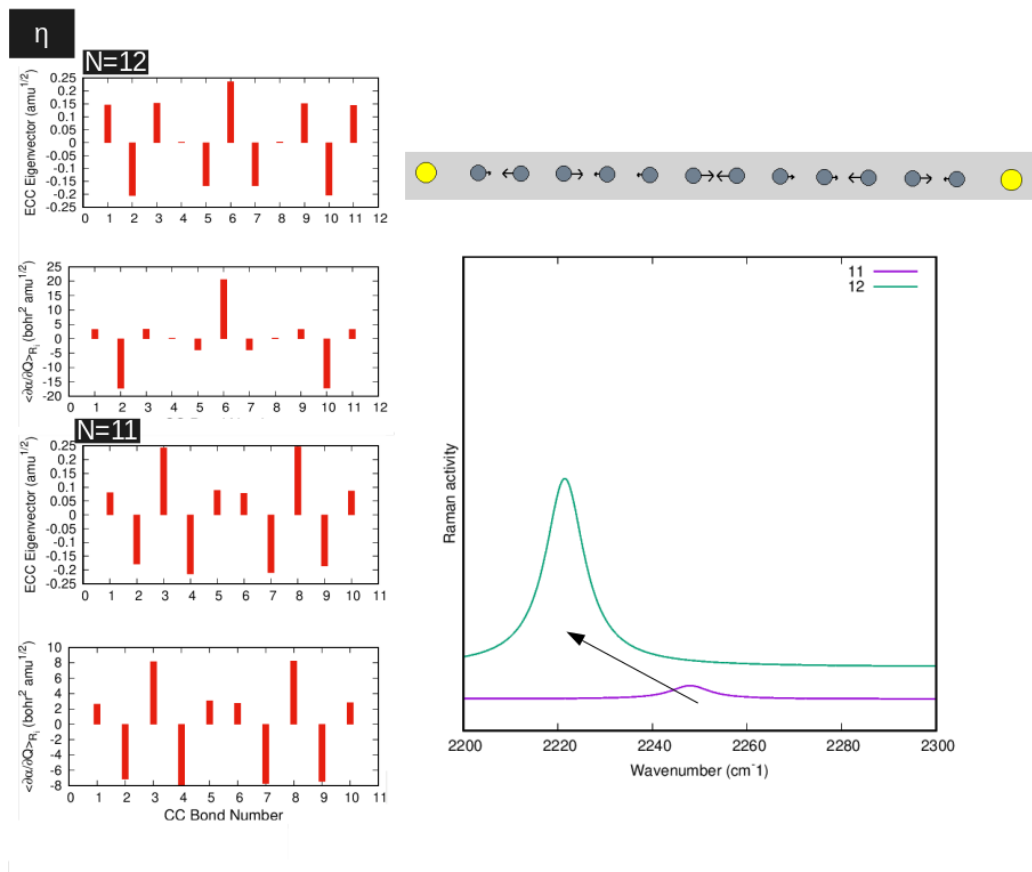 η
N=12
ECC Eigenvector (amu^1/2)
0.25
0.2
0.15
0.1
0.05
0
-0.05
-0.1
-0.15
-0.2
-0.25
0 1 2 3 4 5 6 7 8 9 10 11 12
<∂α/∂Q>R_i (bohr^2 amu^1/2)
25
20
15
10
5
0
-5
-10
-15
-20
0 1 2 3 4 5 6 7 8 9 10 11 12
N=11
ECC Eigenvector (amu^1/2)
0.25
0.2
0.15
0.1
0.05
0
-0.05
-0.1
-0.15
-0.2
-0.25
0 1 2 3 4 5 6 7 8 9 10 11
<∂α/∂Q>R_i (bohr^2 amu^1/2)
10
8
6
4
2
0
-2
-4
-6
-8
0 1 2 3 4 5 6 7 8 9 10 11
CC Bond Number
11
12
Raman activity
2200 2220 2240 2260 2280 2300
Wavenumber (cm^-1)